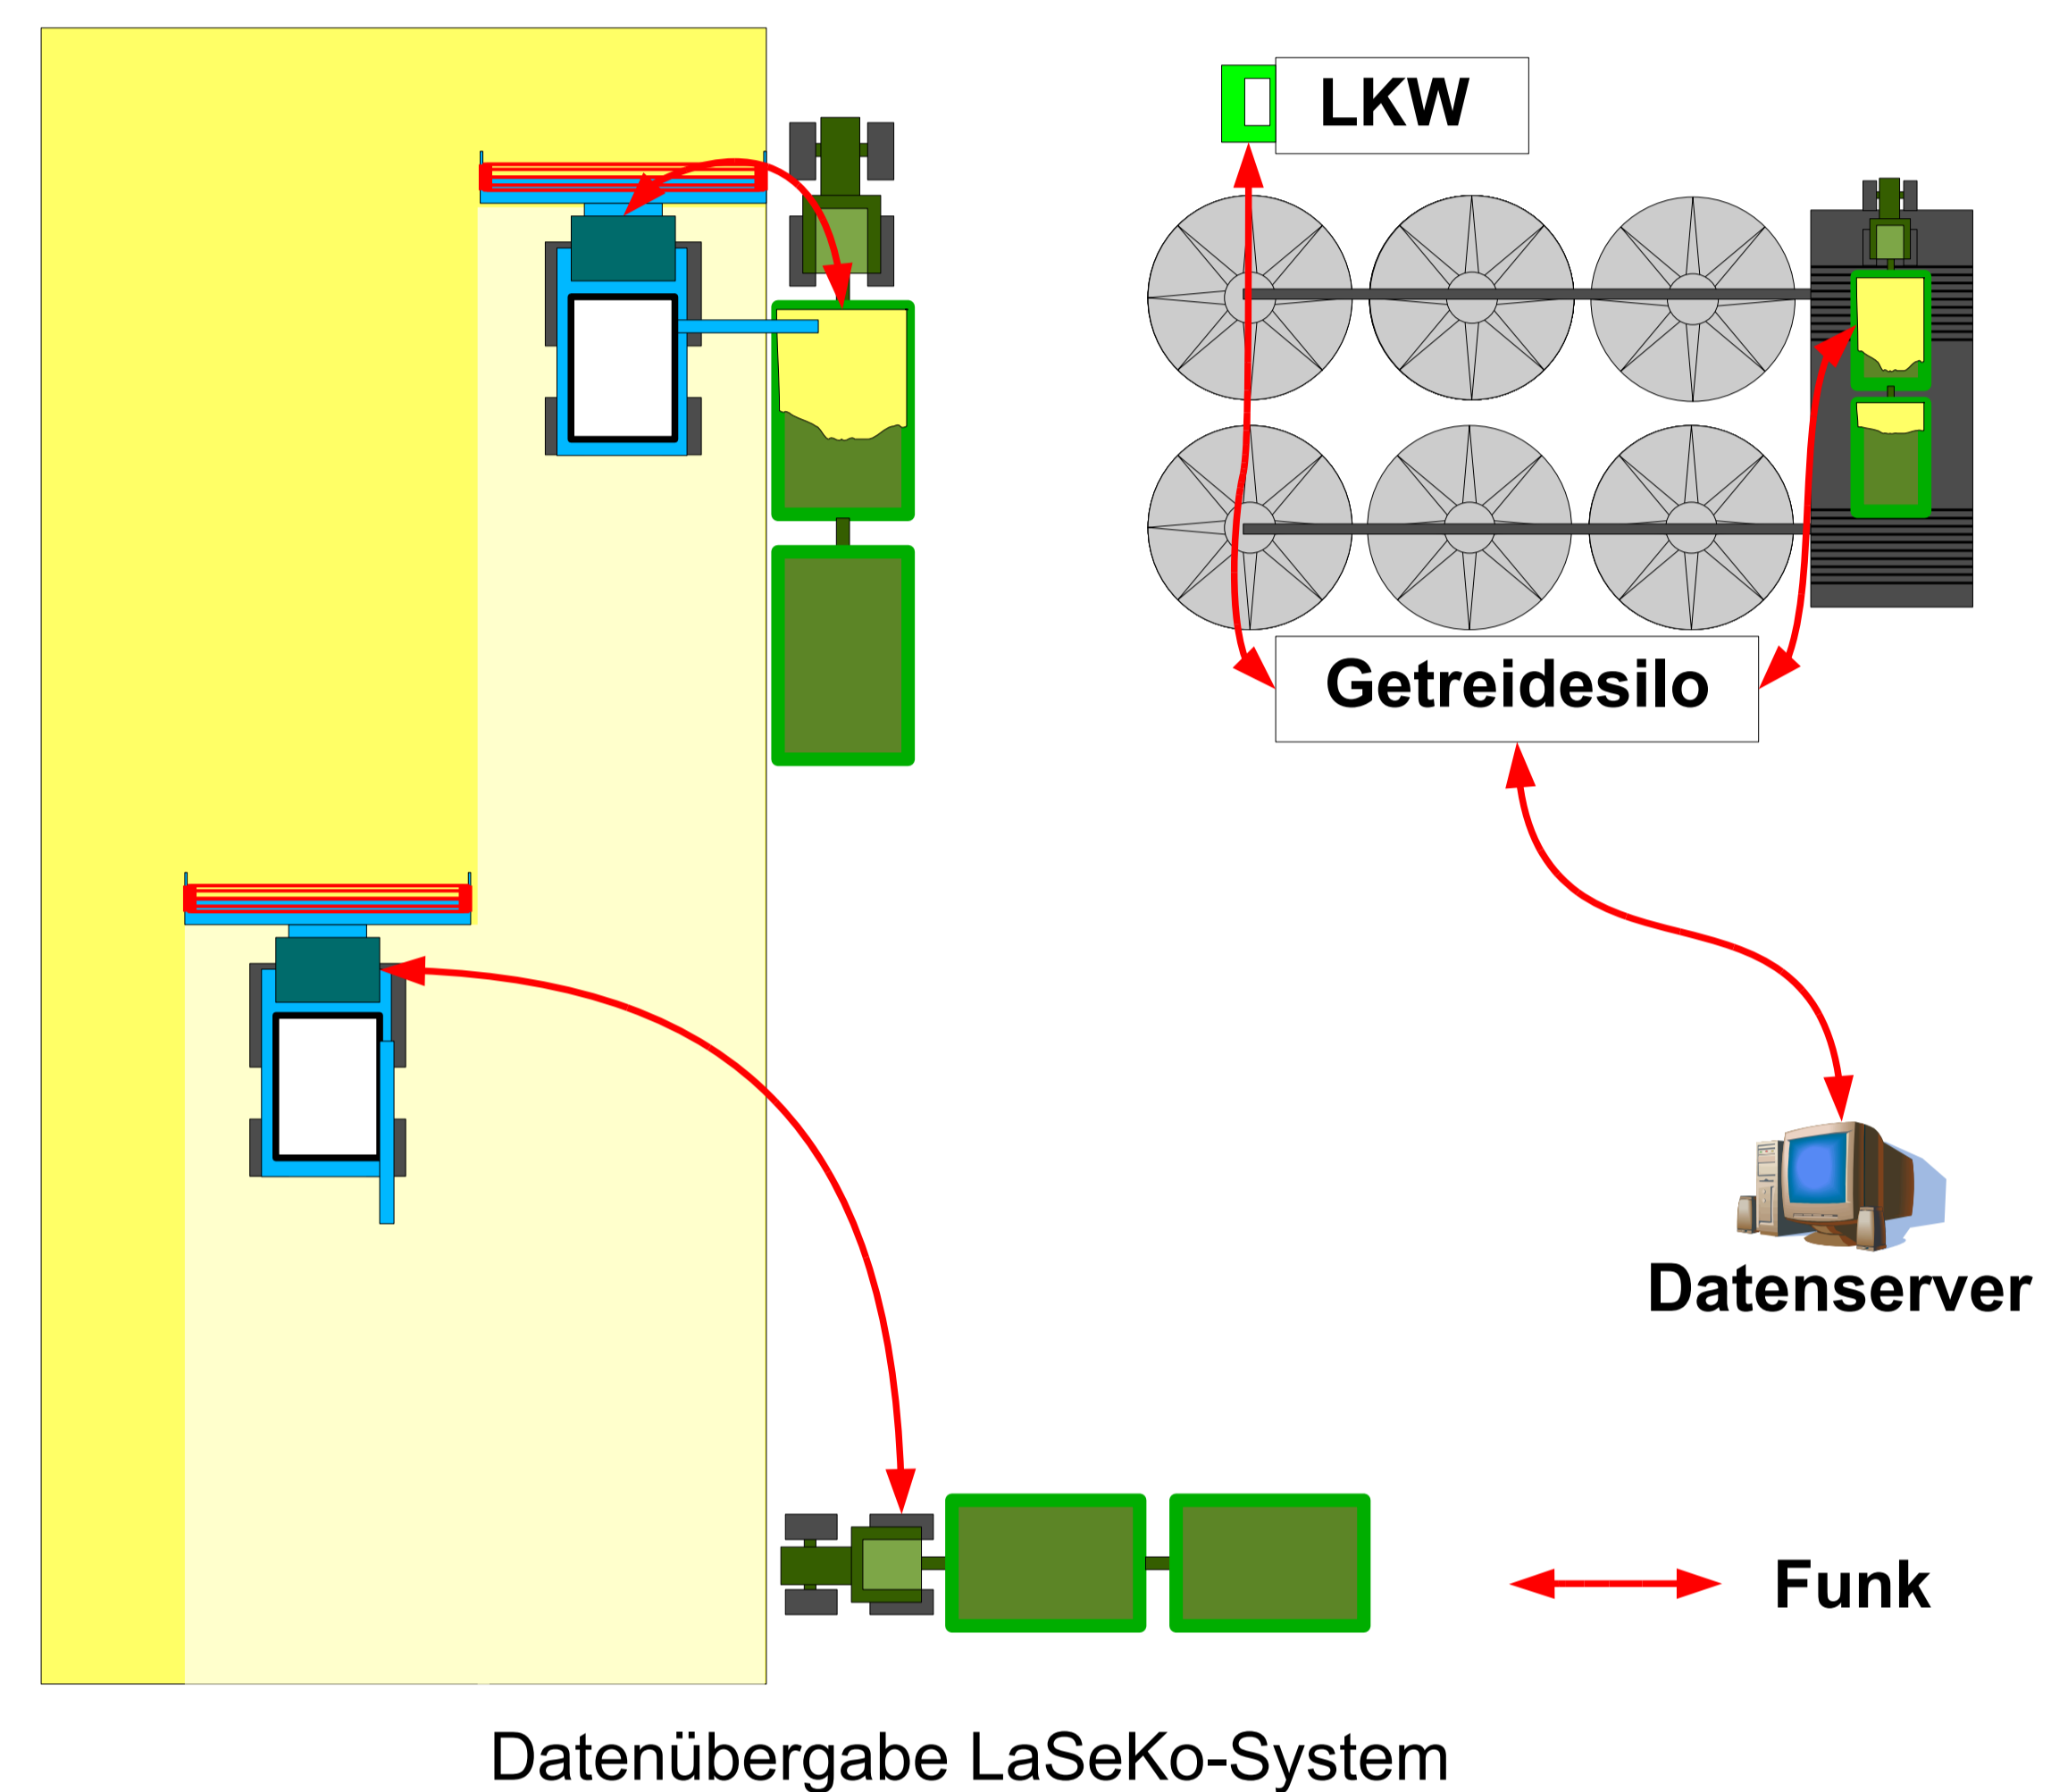 LKW
Getreidesilo
Datenserver
Funk
Datenübergabe LaSeKo-System